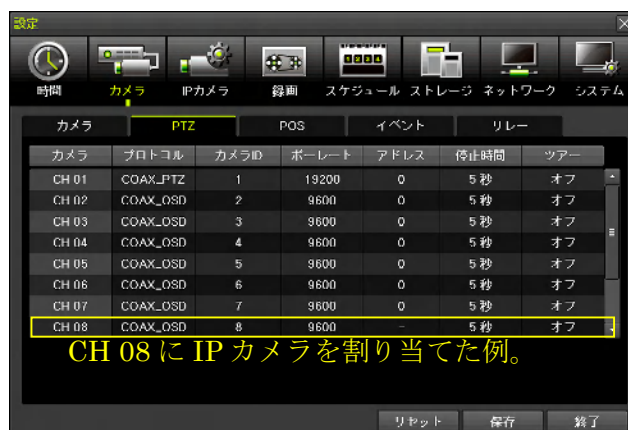 設定
時間 カメラ IPカメラ 録画 スケジュール ストレージ ネットワーク システム
カメラ PTZ POS イベント リレー
カメラ プロトコル カメラID ボーレート アドレス 停止時間 ツアー
CH 01 COAX_PTZ 1 19200 0 5 秒 オフ
CH 02 COAX_OSD 2 9600 0 5 秒 オフ
CH 03 COAX_OSD 3 9600 0 5 秒 オフ
CH 04 COAX_OSD 4 9600 0 5 秒 オフ
CH 05 COAX_OSD 5 9600 0 5 秒 オフ
CH 06 COAX_OSD 6 9600 0 5 秒 オフ
CH 07 COAX_OSD 7 9600 0 5 秒 オフ
CH 08 COAX_OSD 8 9600 – 5 秒 オフ
CH 08 に IP カメラを割り当てた例。
リセット 保存 終了